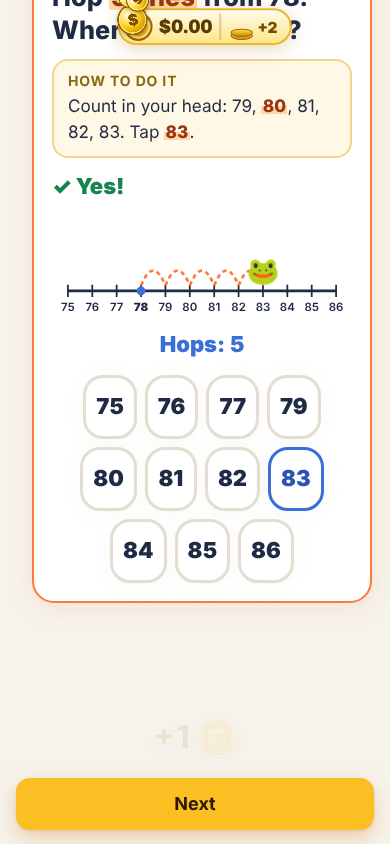 Hop from 78.
$0.00 +2 ?
HOW TO DO IT
Count in your head: 79, 80, 81,
82, 83. Tap 83.
✓ Yes!
75 76 77 78 79 80 81 82 83 84 85 86
Hops: 5
75 76 77 79
80 81 82 83
84 85 86
+1
Next